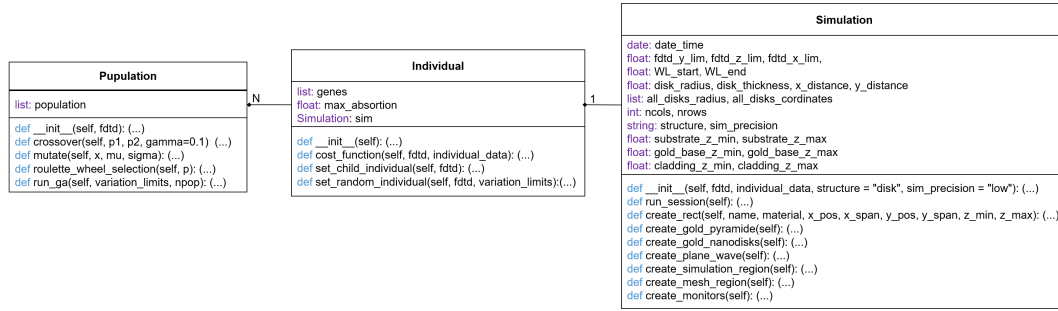 Pupulation
list: population
def __init__(self, fdtd): (...)
def crossover(self, p1, p2, gamma=0.1) (...)
def mutate(self, x, mu, sigma): (...)
def roulette_wheel_selection(self, p): (...)
def run_ga(self, variation_limits, npop): (...)
N
Individual
list: genes
float: max_absortion
Simulation: sim
def __init__(self): (...)
def cost_function(self, fdtd, individual_data): (...)
def set_child_individual(self, fdtd): (...)
def set_random_individual(self, fdtd, variation_limits):(...)
1
Simulation
date: date_time
float: fdtd_y_lim, fdtd_z_lim, fdtd_x_lim,
float: WL_start, WL_end
float: disk_radius, disk_thickness, x_distance, y_distance
list: all_disks_radius, all_disks_cordinates
int: ncols, nrows
string: structure, sim_precision
float: substrate_z_min, substrate_z_max
float: gold_base_z_min, gold_base_z_max
float: cladding_z_min, cladding_z_max
def __init__(self, fdtd, individual_data, structure = "disk", sim_precision = "low"): (...)
def run_session(self): (...)
def create_rect(self, name, material, x_pos, x_span, y_pos, y_span, z_min, z_max): (...)
def create_gold_pyramide(self): (...)
def create_gold_nanodisks(self): (...)
def create_plane_wave(self): (...)
def create_simulation_region(self): (...)
def create_mesh_region(self): (...)
def create_monitors(self): (...)